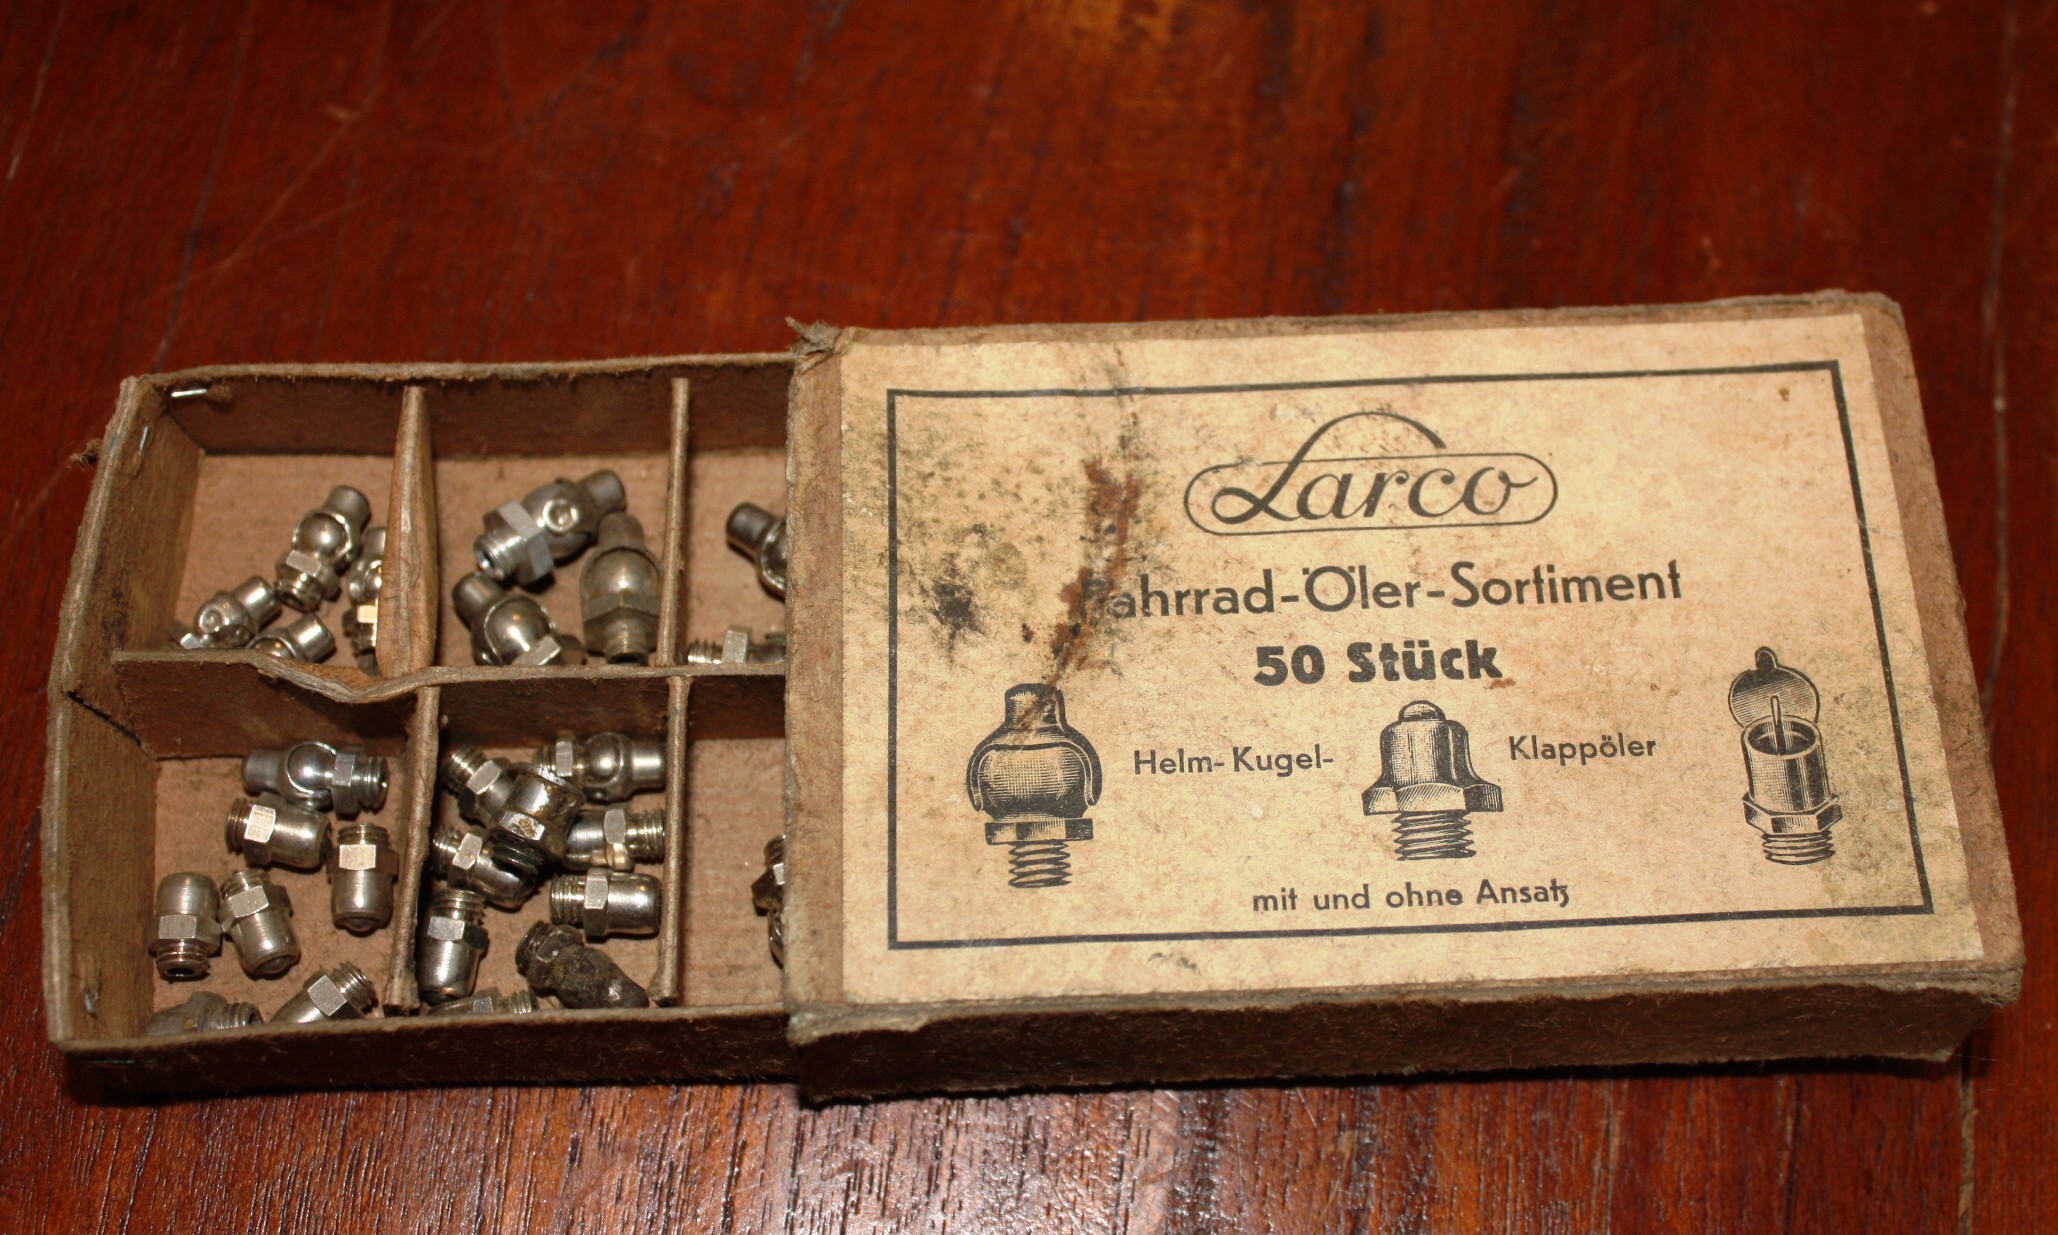 Larco
Fahrrad-Öler-Sortiment
50 Stück
Helm- Kugel- Klappöler
mit und ohne Ansatz